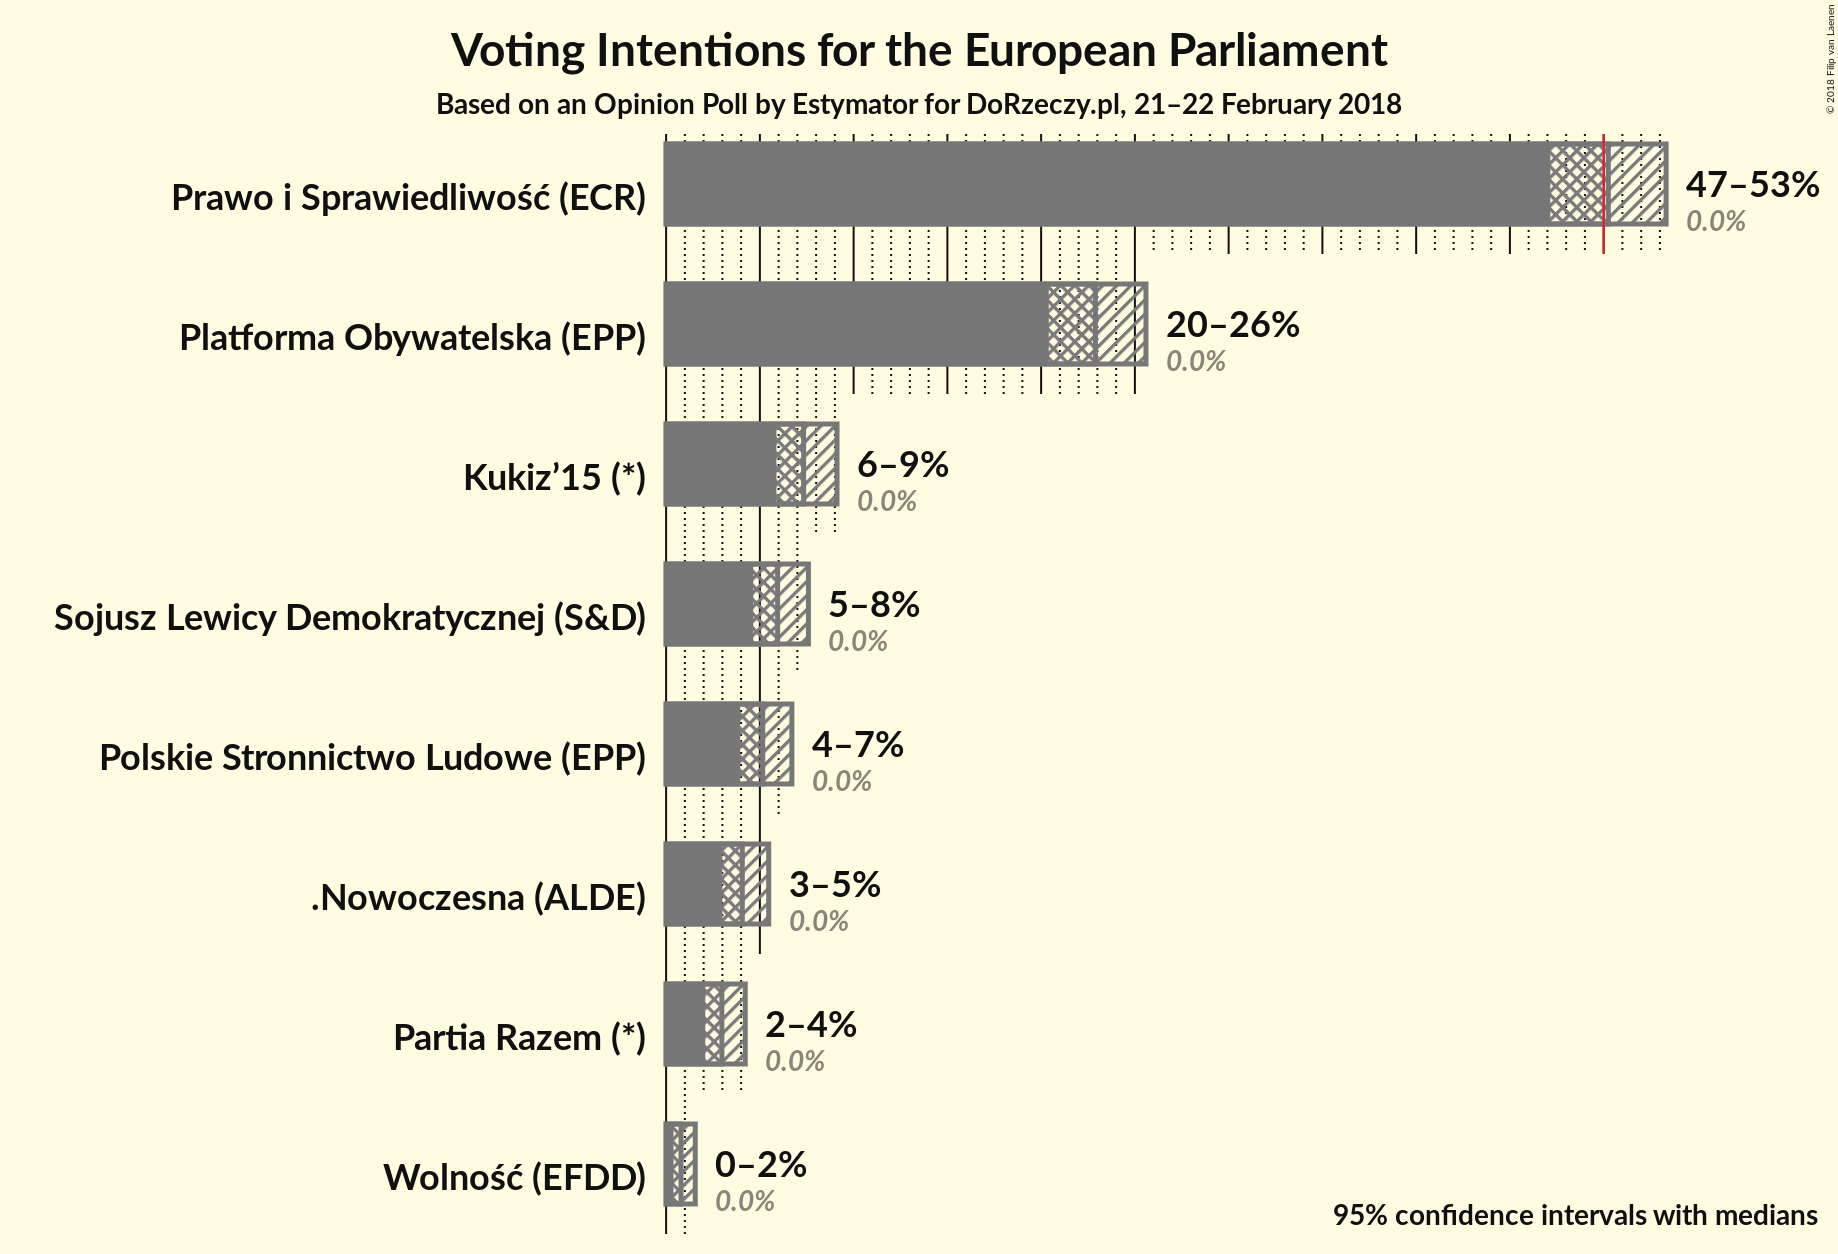 Voting Intentions for the European Parliament
Based on an Opinion Poll by Estymator for DoRzeczy.pl, 21–22 February 2018
© 2018 Filip van Laenen
Prawo i Sprawiedliwość (ECR)
47–53%
0.0%
Platforma Obywatelska (EPP)
20–26%
0.0%
Kukiz’15 (*)
6–9%
0.0%
Sojusz Lewicy Demokratycznej (S&D)
5–8%
0.0%
Polskie Stronnictwo Ludowe (EPP)
4–7%
0.0%
.Nowoczesna (ALDE)
3–5%
0.0%
Partia Razem (*)
2–4%
0.0%
Wolność (EFDD)
0–2%
0.0%
95% confidence intervals with medians